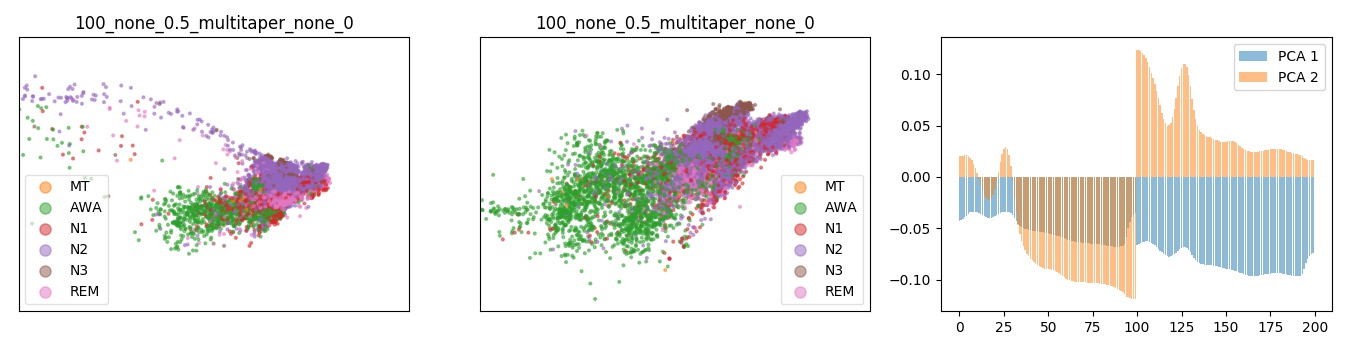 100_none_0.5_multitaper_none_0
MT
AWA
N1
N2
N3
REM
100_none_0.5_multitaper_none_0
MT
AWA
N1
N2
N3
REM
PCA 1
PCA 2
0.10
0.05
0.00
−0.05
−0.10
0 25 50 75 100 125 150 175 200